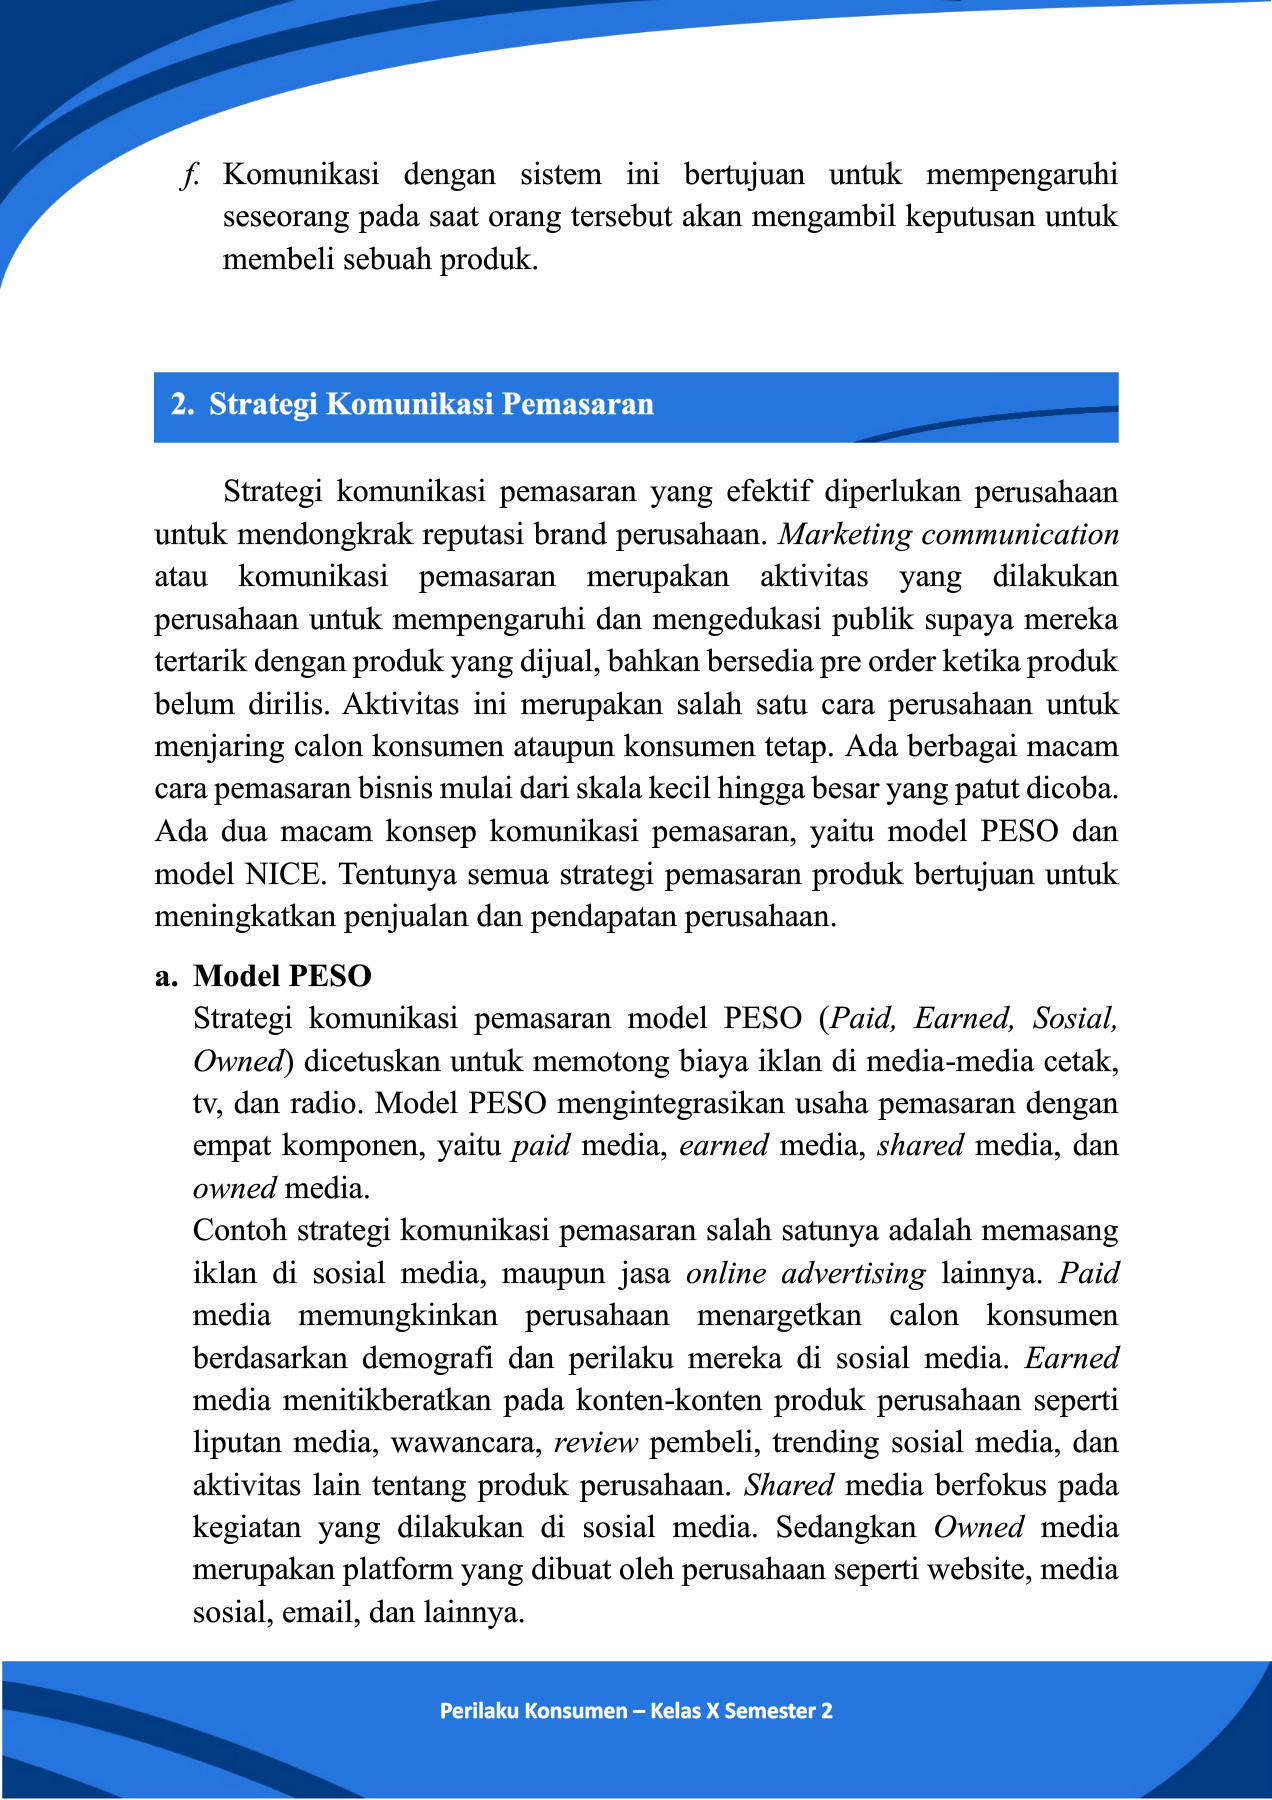 f. Komunikasi dengan sistem ini bertujuan untuk mempengaruhi
seseorang pada saat orang tersebut akan mengambil keputusan untuk
membeli sebuah produk.
2. Strategi Komunikasi Pemasaran
Strategi komunikasi pemasaran yang efektif diperlukan perusahaan
untuk mendongkrak reputasi brand perusahaan. Marketing communication
atau komunikasi pemasaran merupakan aktivitas yang dilakukan
perusahaan untuk mempengaruhi dan mengedukasi publik supaya mereka
tertarik dengan produk yang dijual, bahkan bersedia pre order ketika produk
belum dirilis. Aktivitas ini merupakan salah satu cara perusahaan untuk
menjaring calon konsumen ataupun konsumen tetap. Ada berbagai macam
cara pemasaran bisnis mulai dari skala kecil hingga besar yang patut dicoba.
Ada dua macam konsep komunikasi pemasaran, yaitu model PESO dan
model NICE. Tentunya semua strategi pemasaran produk bertujuan untuk
meningkatkan penjualan dan pendapatan perusahaan.
a. Model PESO
Strategi komunikasi pemasaran model PESO (Paid, Earned, Sosial,
Owned) dicetuskan untuk memotong biaya iklan di media-media cetak,
tv, dan radio. Model PESO mengintegrasikan usaha pemasaran dengan
empat komponen, yaitu paid media, earned media, shared media, dan
owned media.
Contoh strategi komunikasi pemasaran salah satunya adalah memasang
iklan di sosial media, maupun jasa online advertising lainnya. Paid
media memungkinkan perusahaan menargetkan calon konsumen
berdasarkan demografi dan perilaku mereka di sosial media. Earned
media menitikberatkan pada konten-konten produk perusahaan seperti
liputan media, wawancara, review pembeli, trending sosial media, dan
aktivitas lain tentang produk perusahaan. Shared media berfokus pada
kegiatan yang dilakukan di sosial media. Sedangkan Owned media
merupakan platform yang dibuat oleh perusahaan seperti website, media
sosial, email, dan lainnya.
Perilaku Konsumen – Kelas X Semester 2